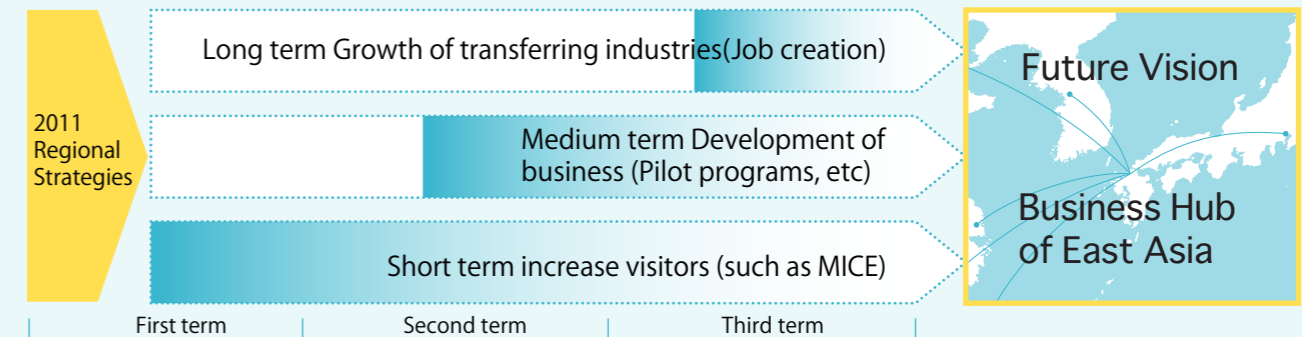 2011
Regional
Strategies
Long term Growth of transferring industries(Job creation)
Medium term Development of
business (Pilot programs, etc)
Short term increase visitors (such as MICE)
First term
Second term
Third term
Future Vision
Business Hub
of East Asia